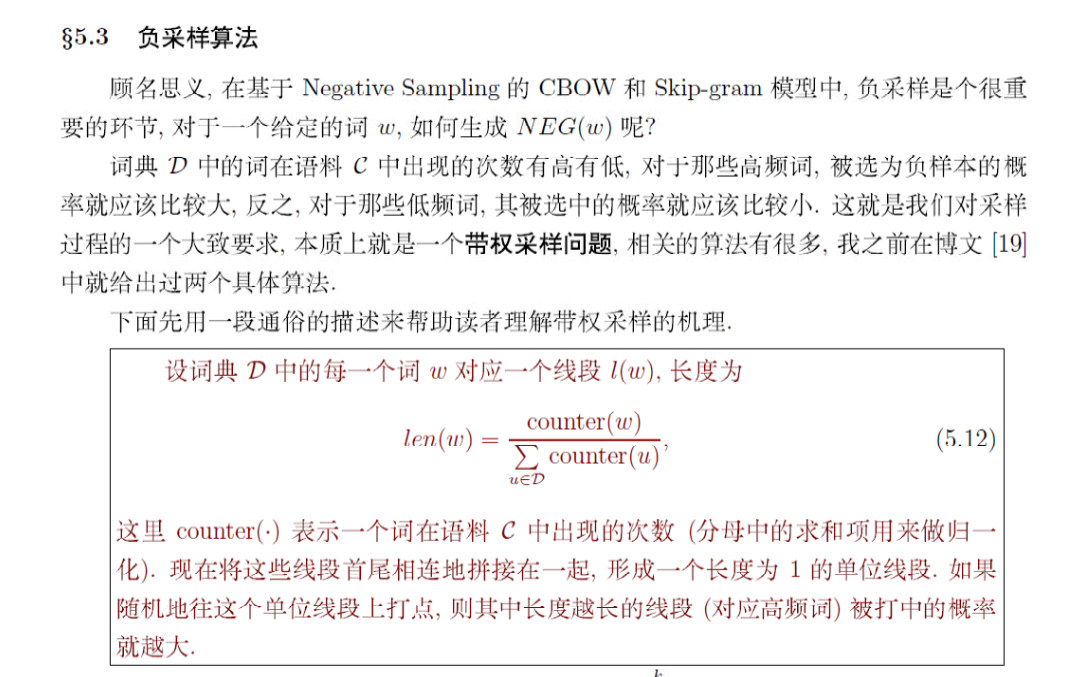 §5.3 负采样算法
顾名思义, 在基于 Negative Sampling 的 CBOW 和 Skip-gram 模型中, 负采样是个很重
要的环节, 对于一个给定的词 w, 如何生成 NEG(w) 呢?
词典 D 中的词在语料 C 中出现的次数有高有低, 对于那些高频词, 被选为负样本的概
率就应该比较大, 反之, 对于那些低频词, 其被选中的概率就应该比较小. 这就是我们对采样
过程的一个大致要求, 本质上就是一个带权采样问题, 相关的算法有很多, 我之前在博文 [19]
中就给出过两个具体算法.
下面先用一段通俗的描述来帮助读者理解带权采样的机理.
设词典 D 中的每一个词 w 对应一个线段 l(w), 长度为
len(w) = counter(w) / ∑_{u∈D} counter(u), (5.12)
这里 counter(·) 表示一个词在语料 C 中出现的次数 (分母中的求和项用来做归一
化). 现在将这些线段首尾相连地拼接在一起, 形成一个长度为 1 的单位线段. 如果
随机地往这个单位线段上打点, 则其中长度越长的线段 (对应高频词) 被打中的概率
就越大.